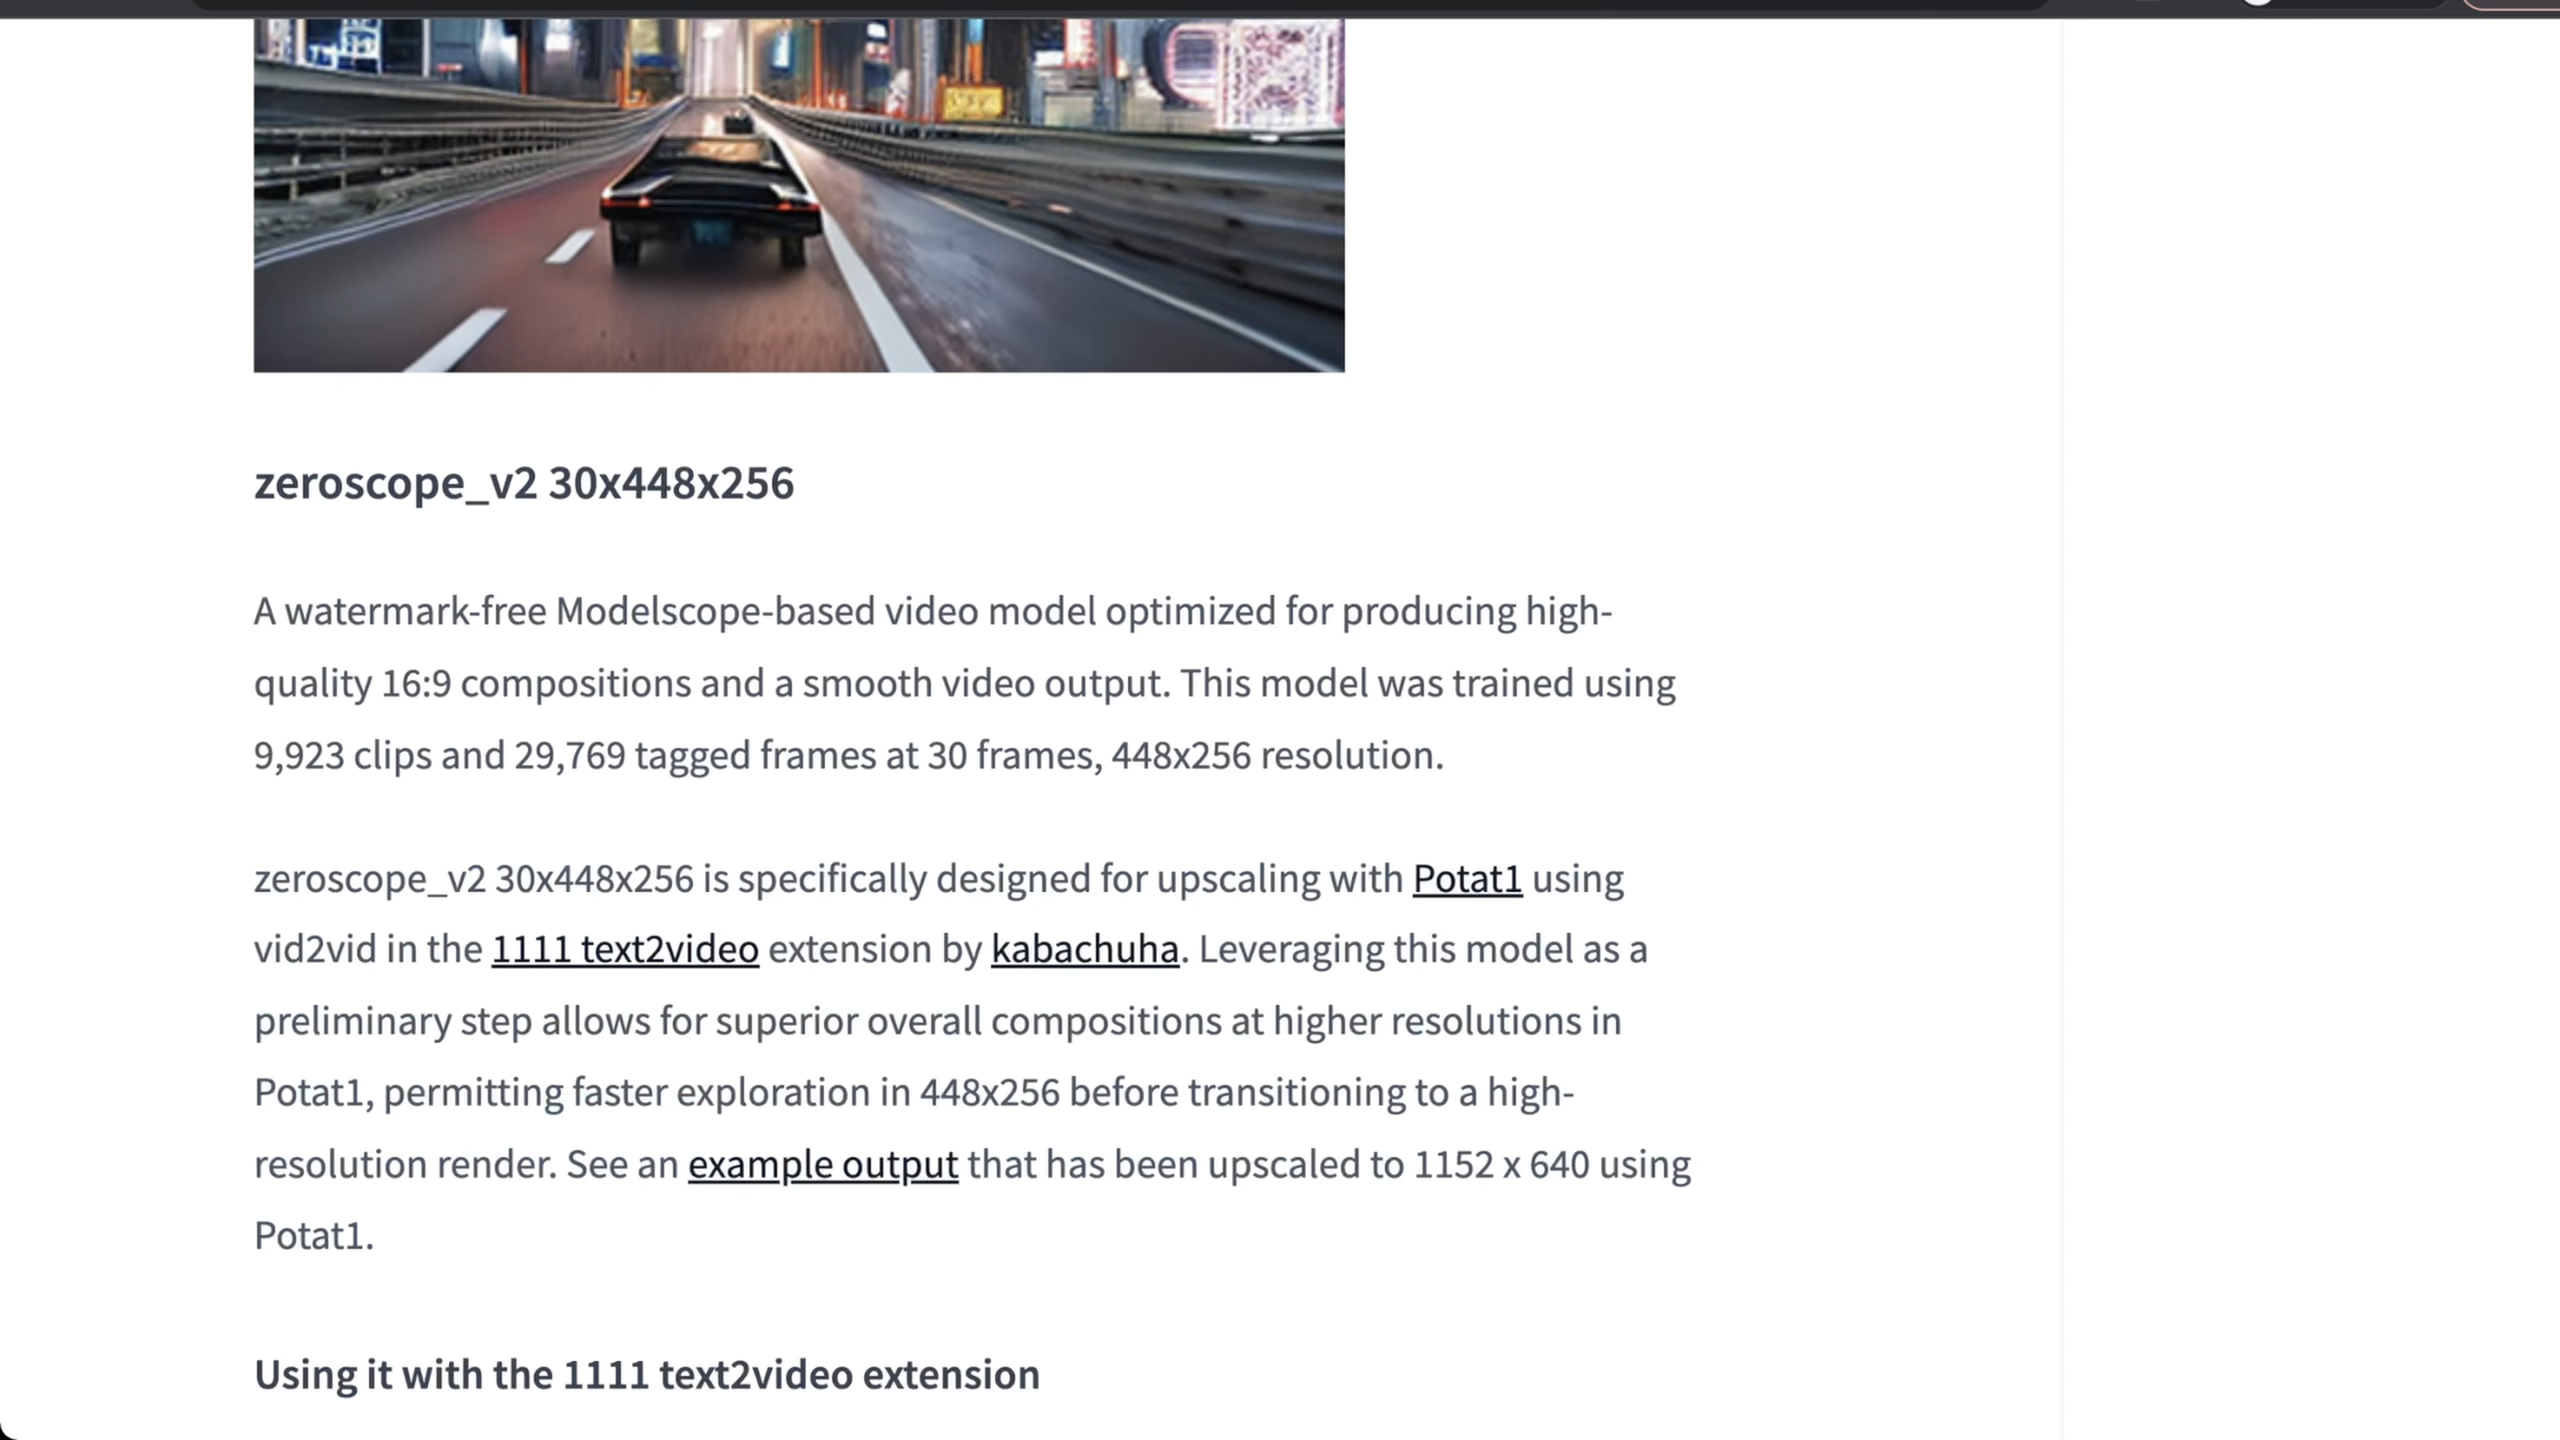 zeroscope_v2 30x448x256
A watermark-free Modelscope-based video model optimized for producing high-
quality 16:9 compositions and a smooth video output. This model was trained using
9,923 clips and 29,769 tagged frames at 30 frames, 448x256 resolution.
zeroscope_v2 30x448x256 is specifically designed for upscaling with Potat1 using
vid2vid in the 1111 text2video extension by kabachuha. Leveraging this model as a
preliminary step allows for superior overall compositions at higher resolutions in
Potat1, permitting faster exploration in 448x256 before transitioning to a high-
resolution render. See an example output that has been upscaled to 1152 x 640 using
Potat1.
Using it with the 1111 text2video extension